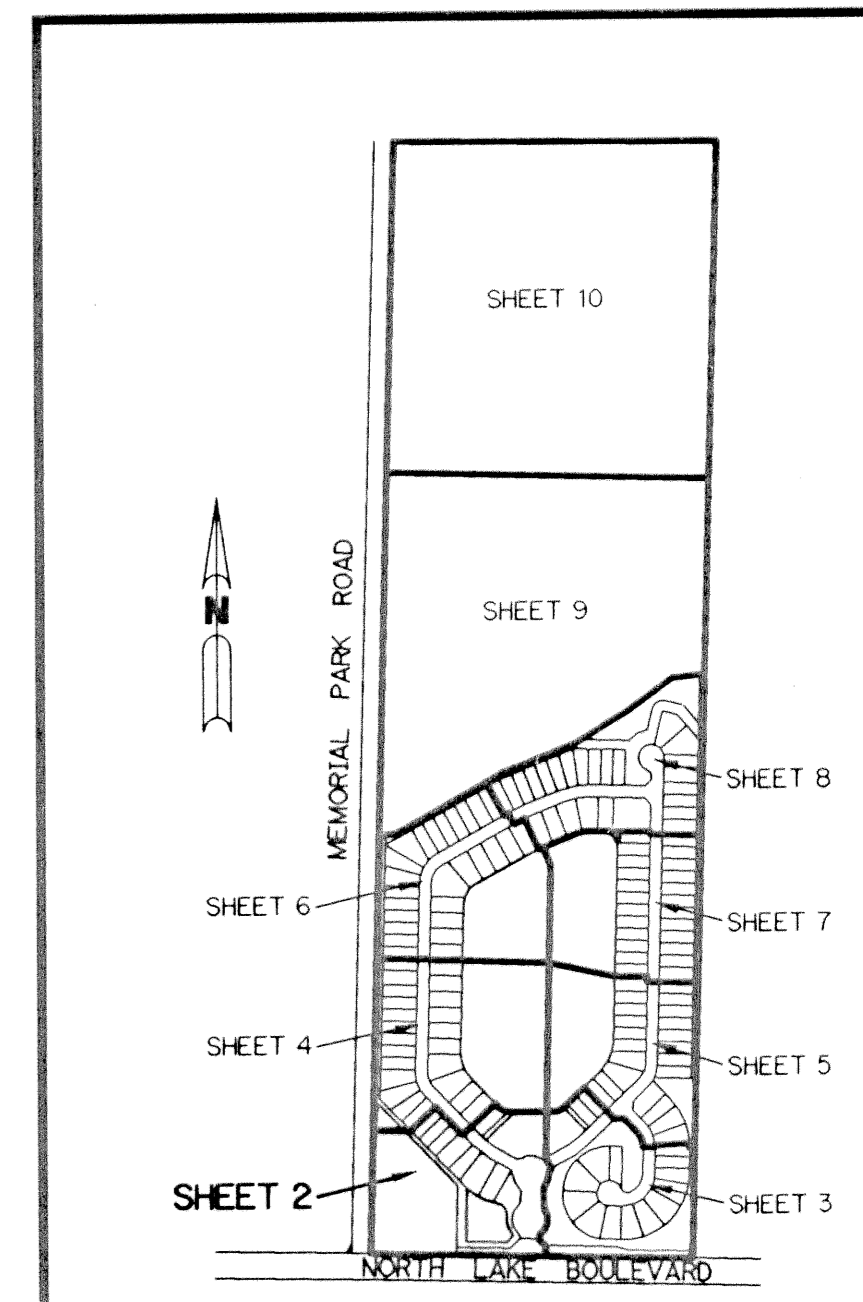 SHEET 10
N
MEMORIAL PARK ROAD
SHEET 9
SHEET 8
SHEET 6
SHEET 7
SHEET 4
SHEET 5
SHEET 2
SHEET 3
NORTH LAKE BOULEVARD